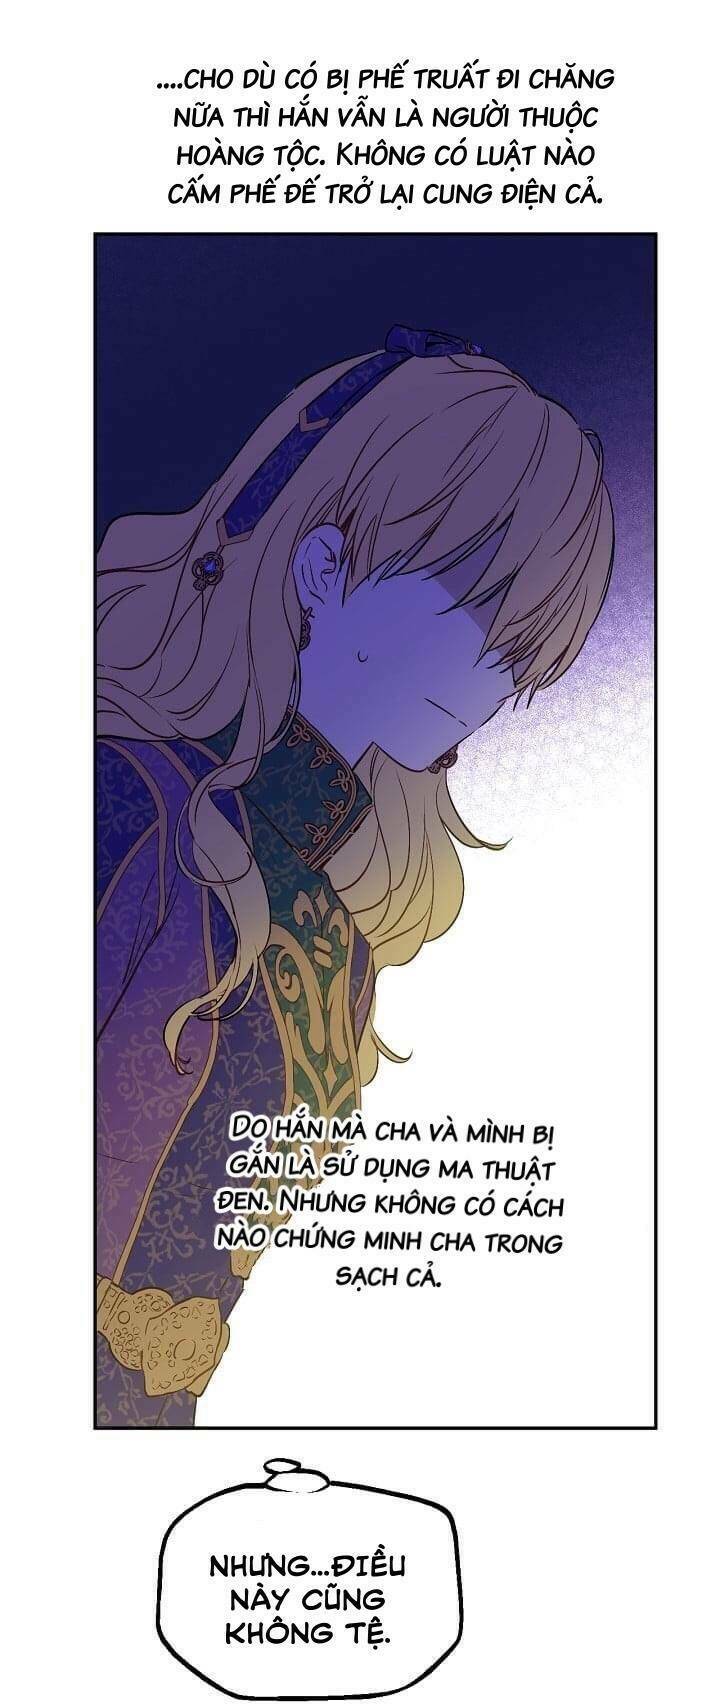 ....CHO DÙ CÓ BỊ PHẾ TRUẤT ĐI CHĂNG
NỮA THÌ HẮN VẪN LÀ NGƯỜI THUỘC
HOÀNG TỘC. KHÔNG CÓ LUẬT NÀO
CẤM PHẾ ĐẾ TRỞ LẠI CUNG ĐIỆN CẢ.
DO HẮN MÀ CHA VÀ MÌNH BỊ
GẮN LÀ SỬ DỤNG MA THUẬT
ĐEN. NHƯNG KHÔNG CÓ CÁCH
NÀO CHỨNG MINH CHA TRONG
SẠCH CẢ.
NHƯNG...ĐIỀU
NÀY CŨNG
KHÔNG TỆ.